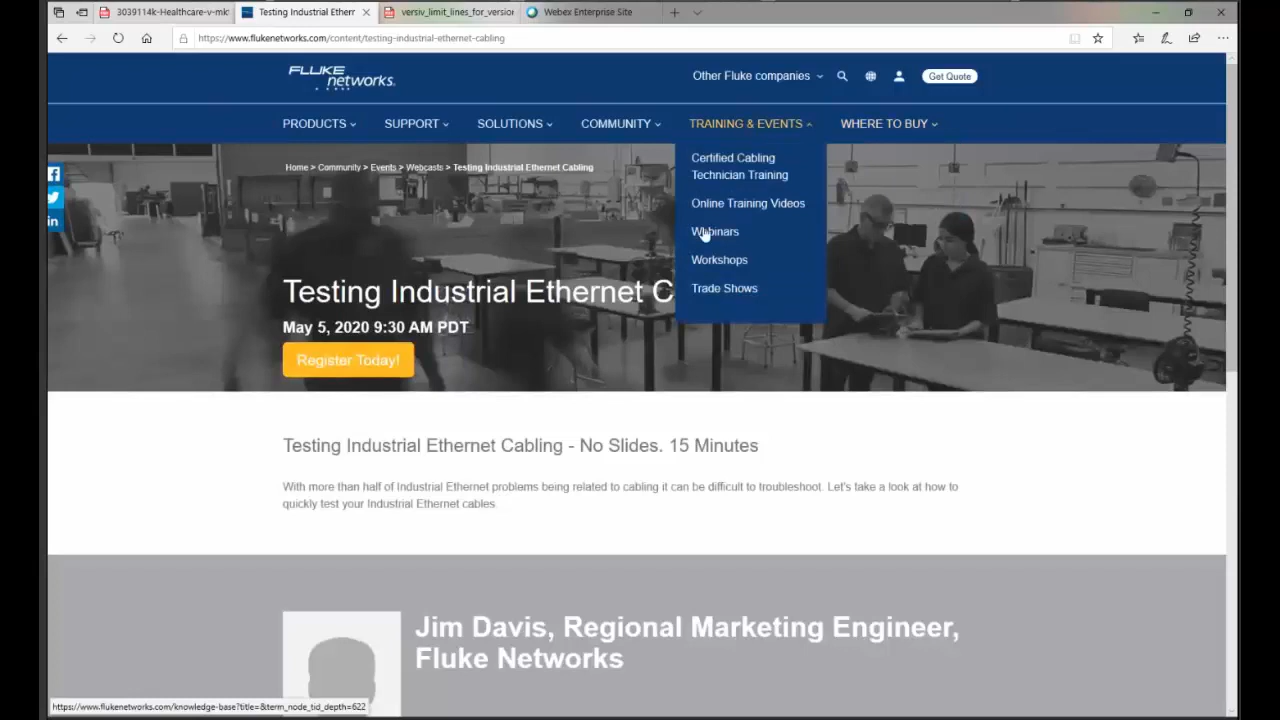 3039114k-Healthcare-v-mkt
Testing Industrial Etherr
versiv_limit_lines_for_version
Webex Enterprise Site
https://www.flukenetworks.com/content/testing-industrial-ethernet-cabling
FLUKE networks.
Other Fluke companies
Get Quote
PRODUCTS
SUPPORT
SOLUTIONS
COMMUNITY
TRAINING & EVENTS
WHERE TO BUY
Home > Community > Events > Webcasts > Testing Industrial Ethernet Cabling
Certified Cabling
Technician Training
Online Training Videos
Webinars
Workshops
Trade Shows
Testing Industrial Ethernet C
May 5, 2020 9:30 AM PDT
Register Today!
Testing Industrial Ethernet Cabling - No Slides. 15 Minutes
With more than half of Industrial Ethernet problems being related to cabling it can be difficult to troubleshoot. Let's take a look at how to
quickly test your Industrial Ethernet cables.
Jim Davis, Regional Marketing Engineer,
Fluke Networks
https://www.flukenetworks.com/knowledge-base?title=&term_node_tid_depth=622